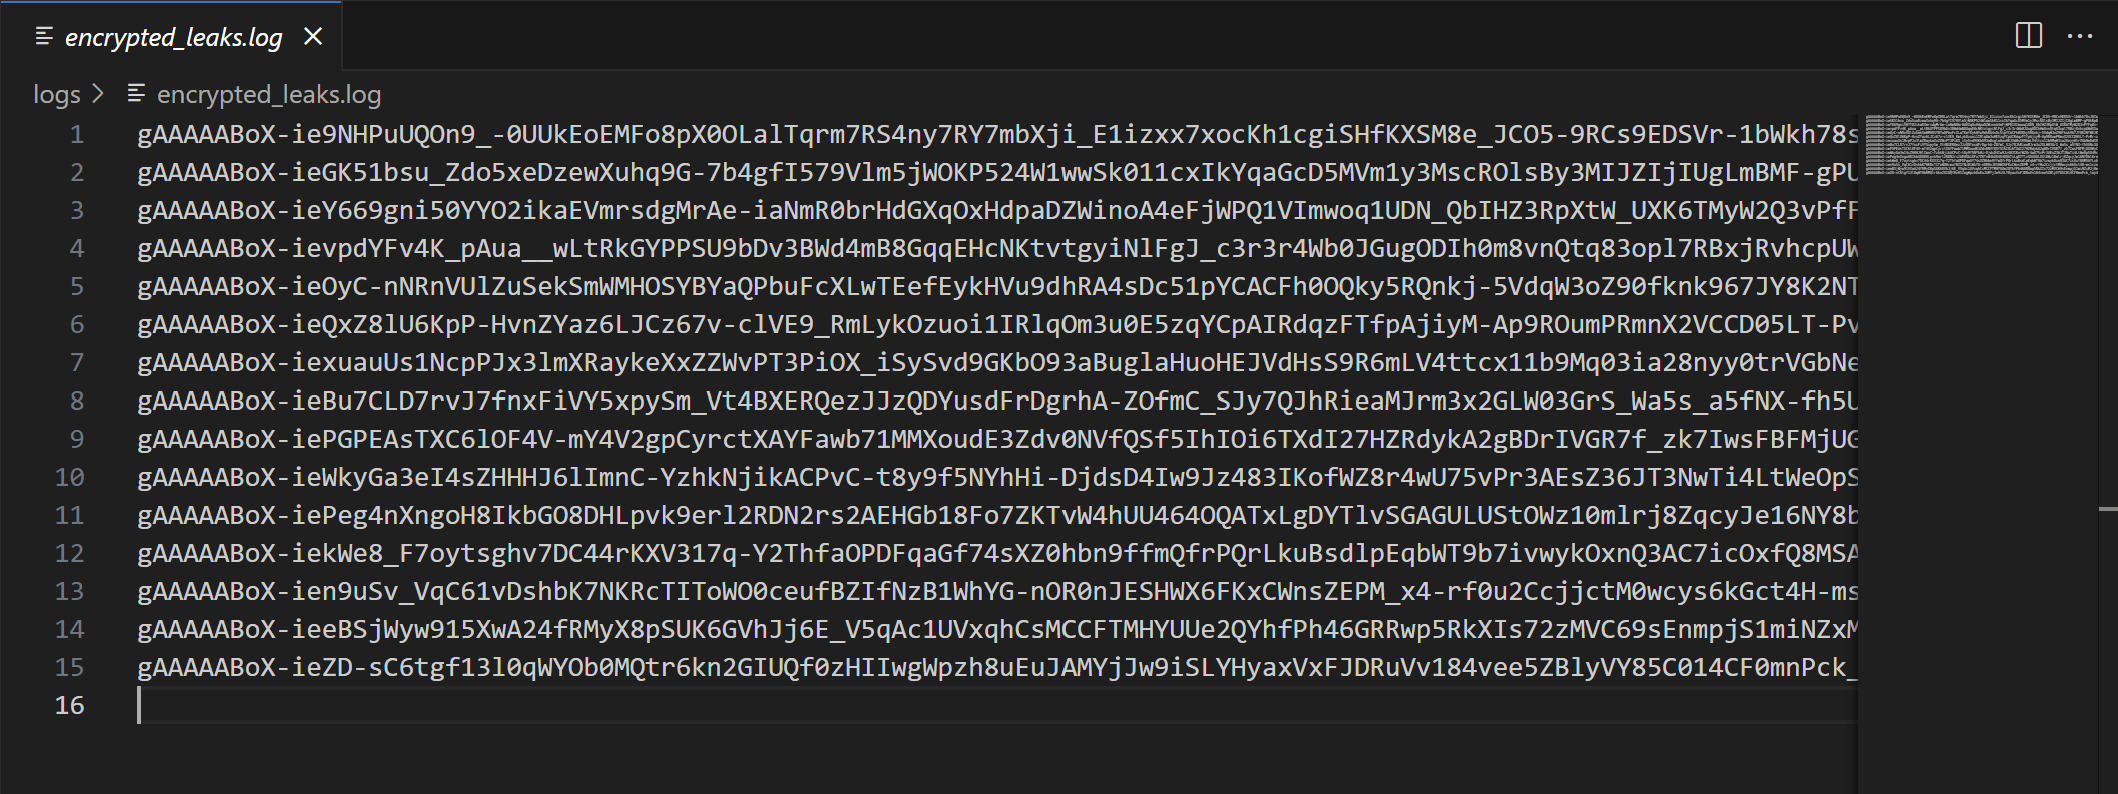 encrypted_leaks.log
logs > encrypted_leaks.log
1 gAAAAABoX-ie9NHPuUQOn9_-0UUkEoEMFo8pX0OLalTqrm7RS4ny7RY7mbXji_E1izxx7xocKh1cgiSHfKXSM8e_JCO5-9RCs9EDSVr-1bWkh78s
2 gAAAAABoX-ieGK51bsu_Zdo5xeDzewXuhq9G-7b4gfI579Vlm5jWOKP524W1wwSk011cxIkYqaGcD5MVm1y3MscROlsBy3MIJZIjIUgLmBMF-gPU
3 gAAAAABoX-ieY669gni50YYO2ikaEVmrsdgMrAe-iaNmR0brHdGXqOxHdpaDZWinoA4eFjWPQ1VImwoq1UDN_QbIHZ3RpXtW_UXK6TMyW2Q3vPfF
4 gAAAAABoX-ievpdYFv4K_pAua__wLtRkGYPPSU9bDv3BWd4mB8GqqEHcNKtvtgyiNlFgJ_c3r3r4Wb0JGugODIh0m8vnQtq83opl7RBxjRvhcpUW
5 gAAAAABoX-ieOyC-nNRnVUlZuSekSmWMHOSYBYaQPbuFcXLwTEefEykHVu9dhRA4sDc51pYCACFh0OQky5RQnkj-5VdqW3oZ90fknk967JY8K2NT
6 gAAAAABoX-ieQxZ8lU6KpP-HvnZYaz6LJCz67v-clVE9_RmLykOzuoi1IRlqOm3u0E5zqYCpAIRdqzFTfpAjiyM-Ap9ROumPRmnX2VCCD05LT-Pv
7 gAAAAABoX-iexuauUs1NcpPJx3lmXRaykeXxZZWvPT3PiOX_iSySvd9GKbO93aBuglaHuoHEJVdHsS9R6mLV4ttcx11b9Mq03ia28nyy0trVGbNe
8 gAAAAABoX-ieBu7CLD7rvJ7fnxFiVY5xpySm_Vt4BXERQezJJzQDYusdFrDgrhA-ZOfmC_SJy7QJhRieaMJrm3x2GLW03GrS_Wa5s_a5fNX-fh5U
9 gAAAAABoX-iePGPEAsTXC6lOF4V-mY4V2gpCyrctXAYFawb71MMXoudE3Zdv0NVfQSf5IhIOi6TXdI27HZRdykA2gBDrIVGR7f_zk7IwsFBFMjUG
10 gAAAAABoX-ieWkyGa3eI4sZHHHJ6lImnC-YzhkNjikACPvC-t8y9f5NYhHi-DjdsD4Iw9Jz483IKofWZ8r4wU75vPr3AEsZ36JT3NwTi4LtWeOpS
11 gAAAAABoX-iePeg4nXngoH8IkbGO8DHLpvk9erl2RDN2rs2AEHGb18Fo7ZKTvW4hUU464OQATxLgDYTlvSGAGULUStOWz10mlrj8ZqcyJe16NY8b
12 gAAAAABoX-iekWe8_F7oytsghv7DC44rKXV317q-Y2ThfaOPDFqaGf74sXZ0hbn9ffmQfrPQrLkuBsdlpEqbWT9b7ivwykOxnQ3AC7icOxfQ8MSA
13 gAAAAABoX-ien9uSv_VqC61vDshbK7NKRcTIToWO0ceufBZIfNzB1WhYG-nOR0nJESHWX6FKxCWnsZEPM_x4-rf0u2CcjjctM0wcys6kGct4H-ms
14 gAAAAABoX-ieeBSjWyw915XwA24fRMyX8pSUK6GVhJj6E_V5qAc1UVxqhCsMCCFTMHYUUe2QYhfPh46GRRwp5RkXIs72zMVC69sEnmpjS1miNZxM
15 gAAAAABoX-ieZD-sC6tgf13l0qWYOb0MQtr6kn2GIUQf0zHIIwgWpzh8uEuJAMYjJw9iSLYHyaxVxFJDRuVv184vee5ZBlyVY85C014CF0mnPck_
16